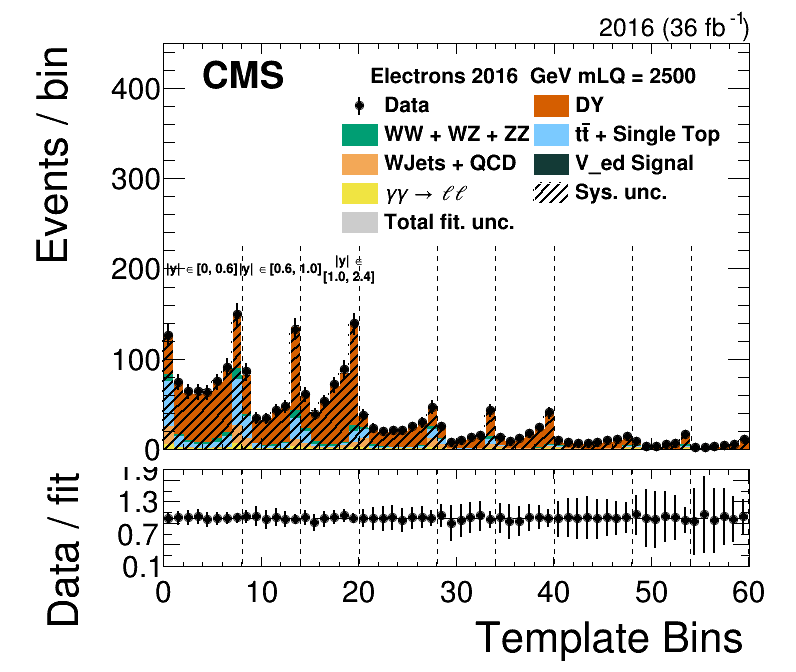 2016 (36 fb-1)
Events / bin
CMS
Electrons 2016 GeV mLQ = 2500
Data
DY
WW + WZ + ZZ
tt̄ + Single Top
WJets + QCD
V_ed Signal
γγ → ℓℓ
Sys. unc.
Total fit. unc.
400
300
200
100
0
|y| ∈ [0, 0.6]
|y| ∈ [0.6, 1.0]
|y| ∈
[1.0, 2.4]
Data / fit
1.9
1.3
0.7
0.1
0 10 20 30 40 50 60
Template Bins